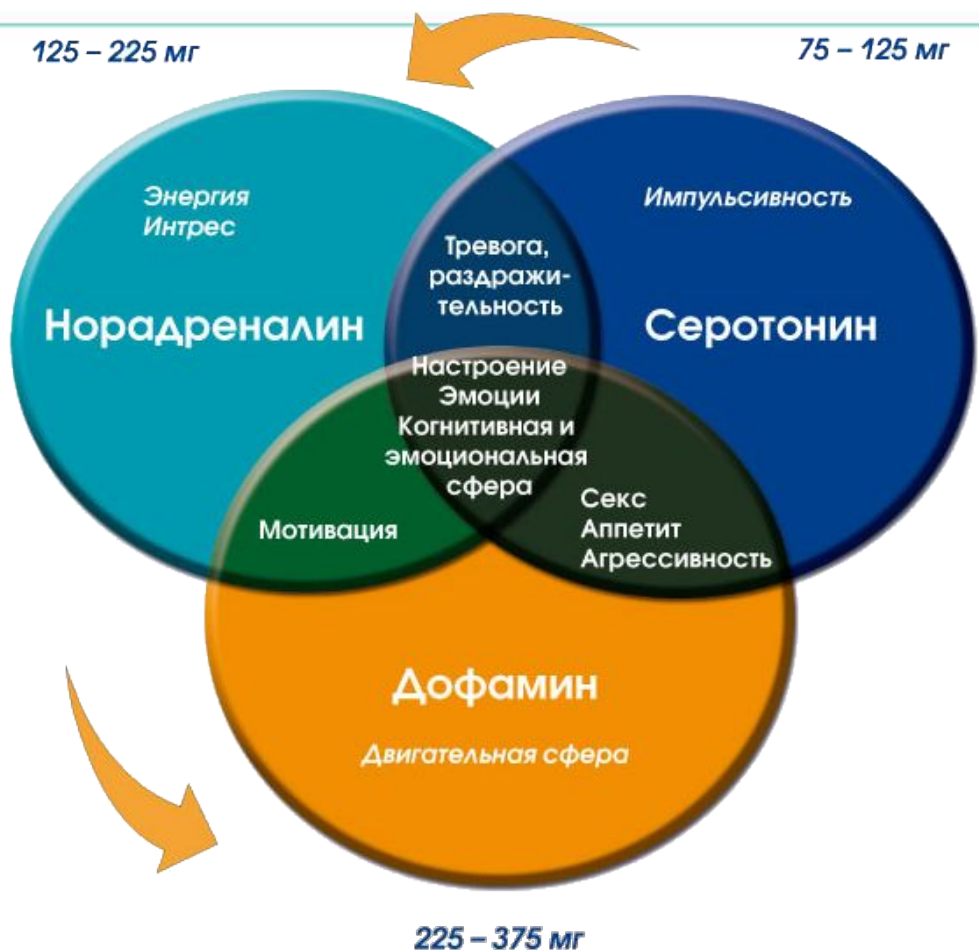 125 – 225 мг
75 – 125 мг
Энергия
Интрес
Импульсивность
Тревога,
раздражи-
тельность
Норадреналин
Серотонин
Настроение
Эмоции
Когнитивная и
эмоциональная
сфера
Мотивация
Секс
Аппетит
Агрессивность
Дофамин
Двигательная сфера
225 – 375 мг